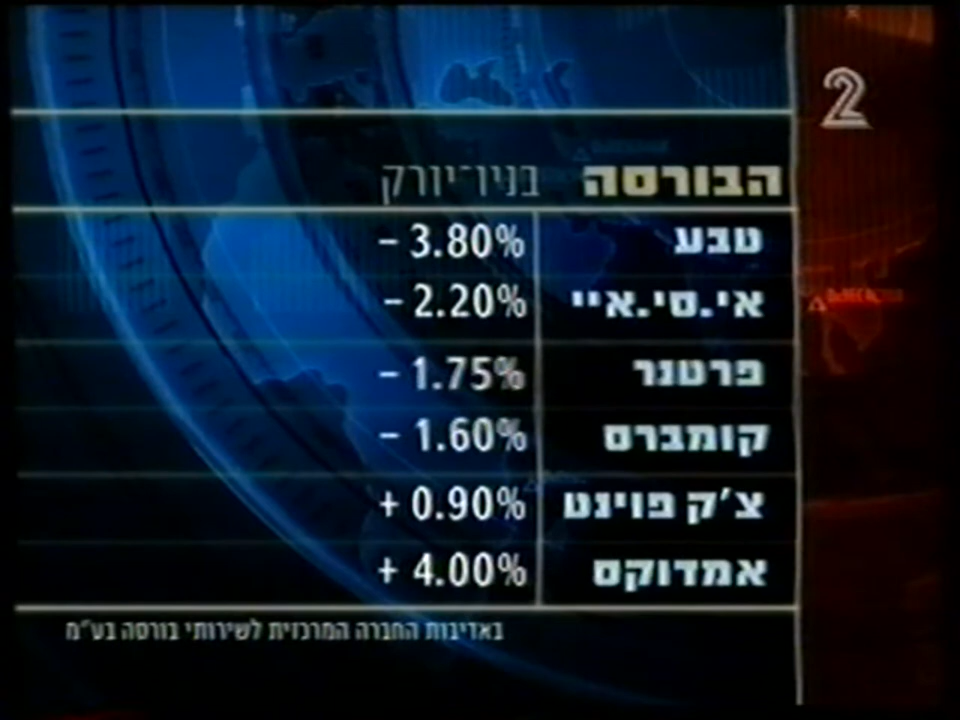 2
הבורסה בניו־יורק
טבע - 3.80%
אי.סי.איי - 2.20%
פרטנר - 1.75%
קומברס - 1.60%
צ'ק פוינט + 0.90%
אמדוקס + 4.00%
באדיבות החברה המרכזית לשירותי בורסה בע"מ